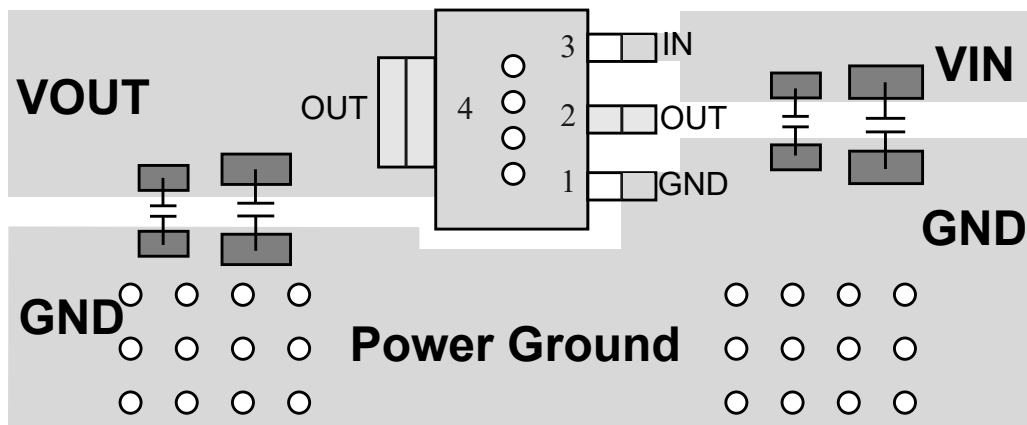 3 IN
VIN
VOUT
OUT 4
2 OUT
1 GND
GND
GND
Power Ground